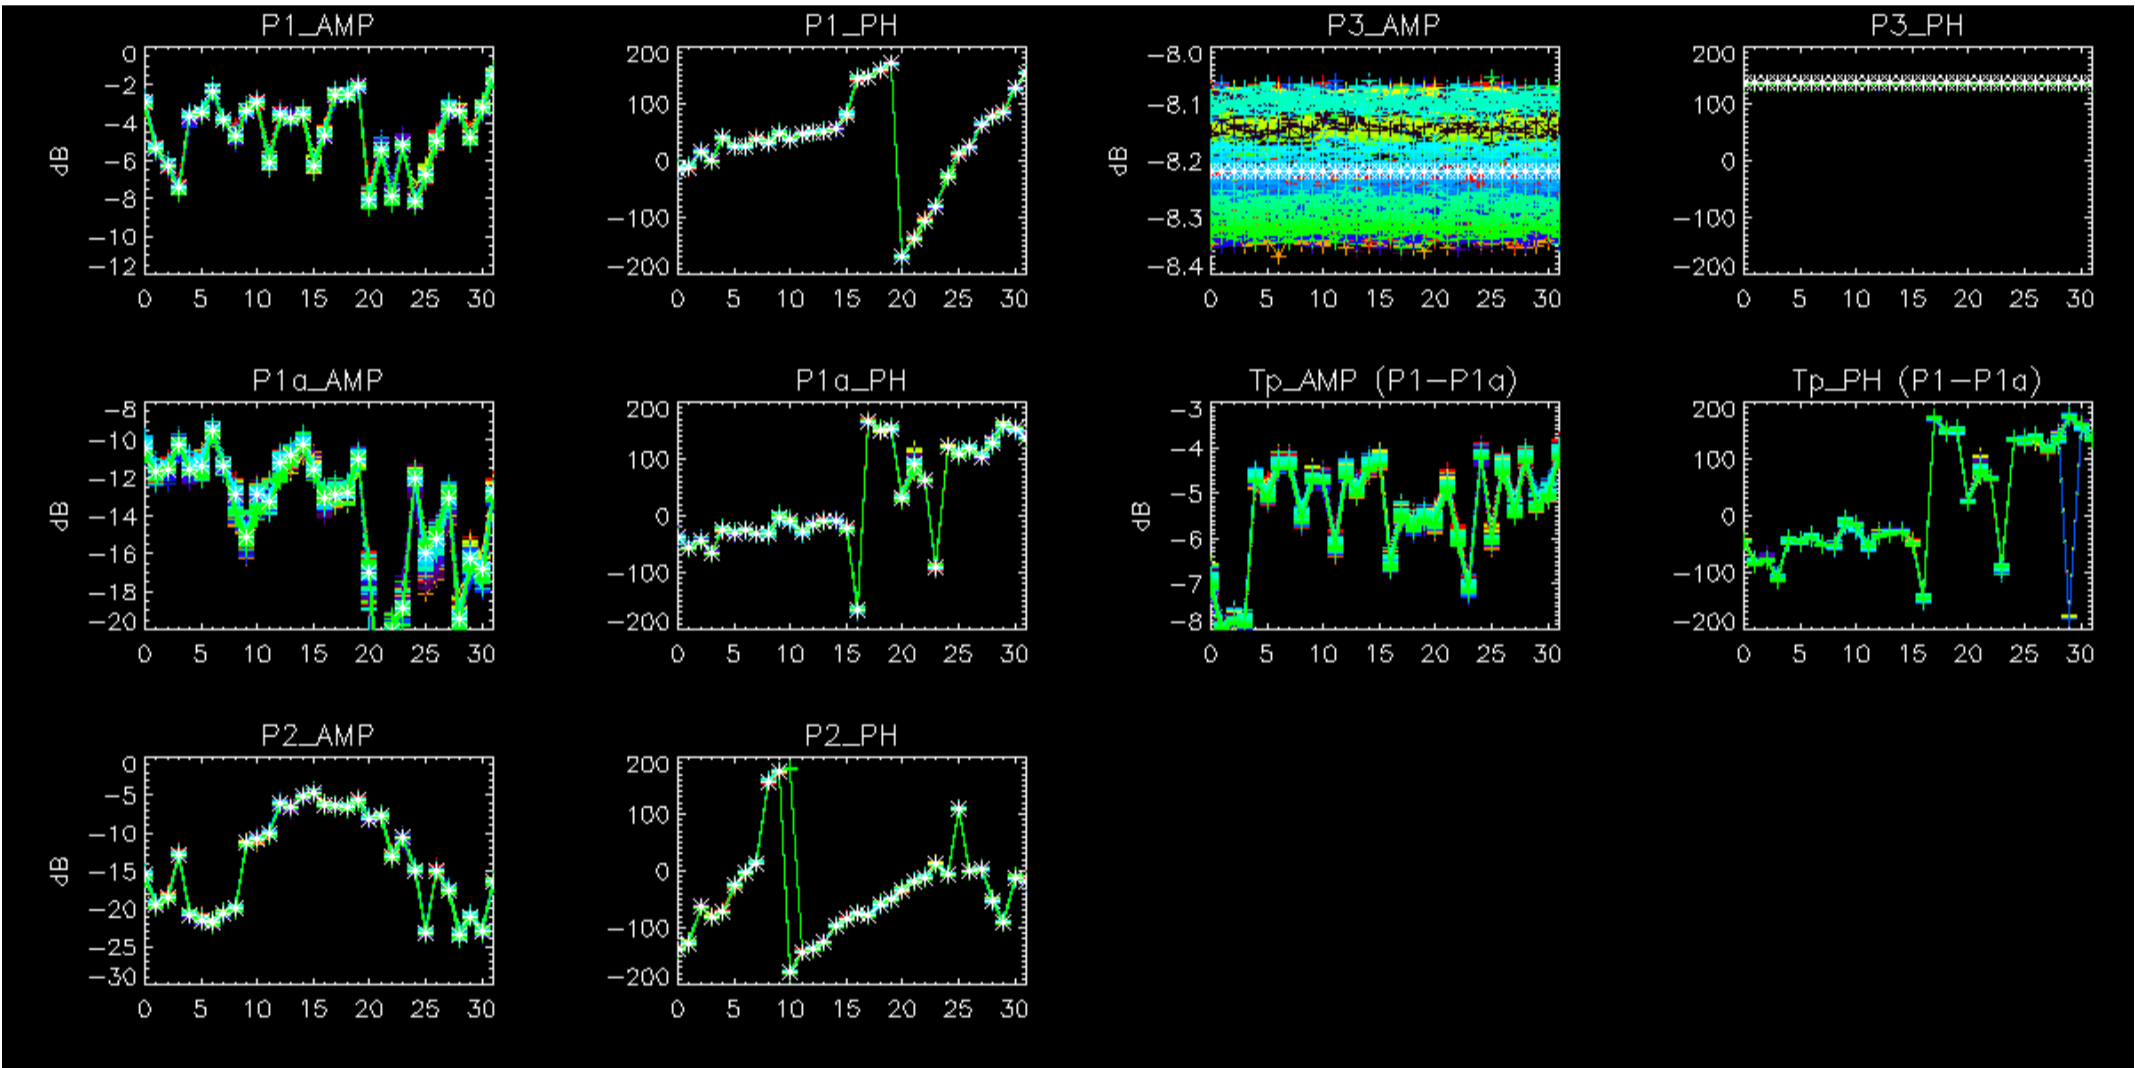 P1_AMP P1_PH P3_AMP P3_PH
0 200 -8.0 200
-2 100 -8.1 100
-4 0 -8.2 0
-6 -100 -8.3 -100
-8 -200 -8.4 -200
-10
-12
dB dB
0 5 10 15 20 25 30 0 5 10 15 20 25 30 0 5 10 15 20 25 30 0 5 10 15 20 25 30
P1a_AMP P1a_PH Tp_AMP (P1-P1a) Tp_PH (P1-P1a)
-8 200 -3 200
-10 100 -4 100
-12 0 -5 0
-14 -100 -6 -100
-16 -200 -7 -200
-18 -8
-20
dB dB
0 5 10 15 20 25 30 0 5 10 15 20 25 30 0 5 10 15 20 25 30 0 5 10 15 20 25 30
P2_AMP P2_PH
0 200
-5 100
-10 0
-15 -100
-20 -200
-25
-30
dB
0 5 10 15 20 25 30 0 5 10 15 20 25 30